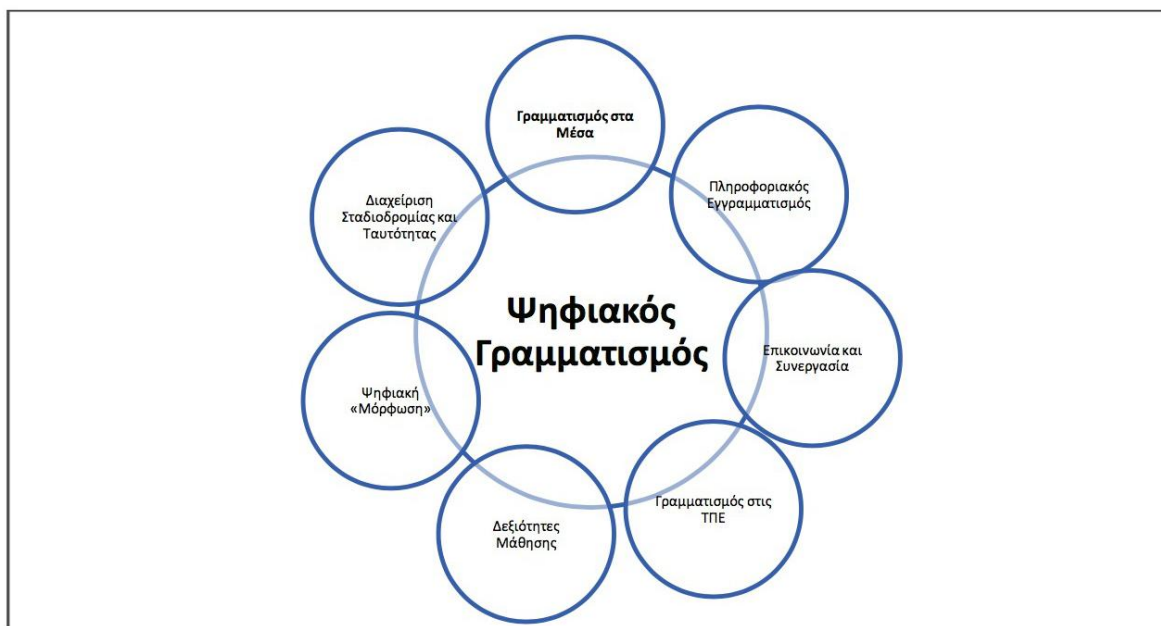 Γραμματισμός στα
Μέσα
Πληροφοριακός
Εγγραμματισμός
Επικοινωνία και
Συνεργασία
Γραμματισμός στις
ΤΠΕ
Δεξιότητες
Μάθησης
Ψηφιακή
«Μόρφωση»
Διαχείριση
Σταδιοδρομίας και
Ταυτότητας
Ψηφιακός
Γραμματισμός